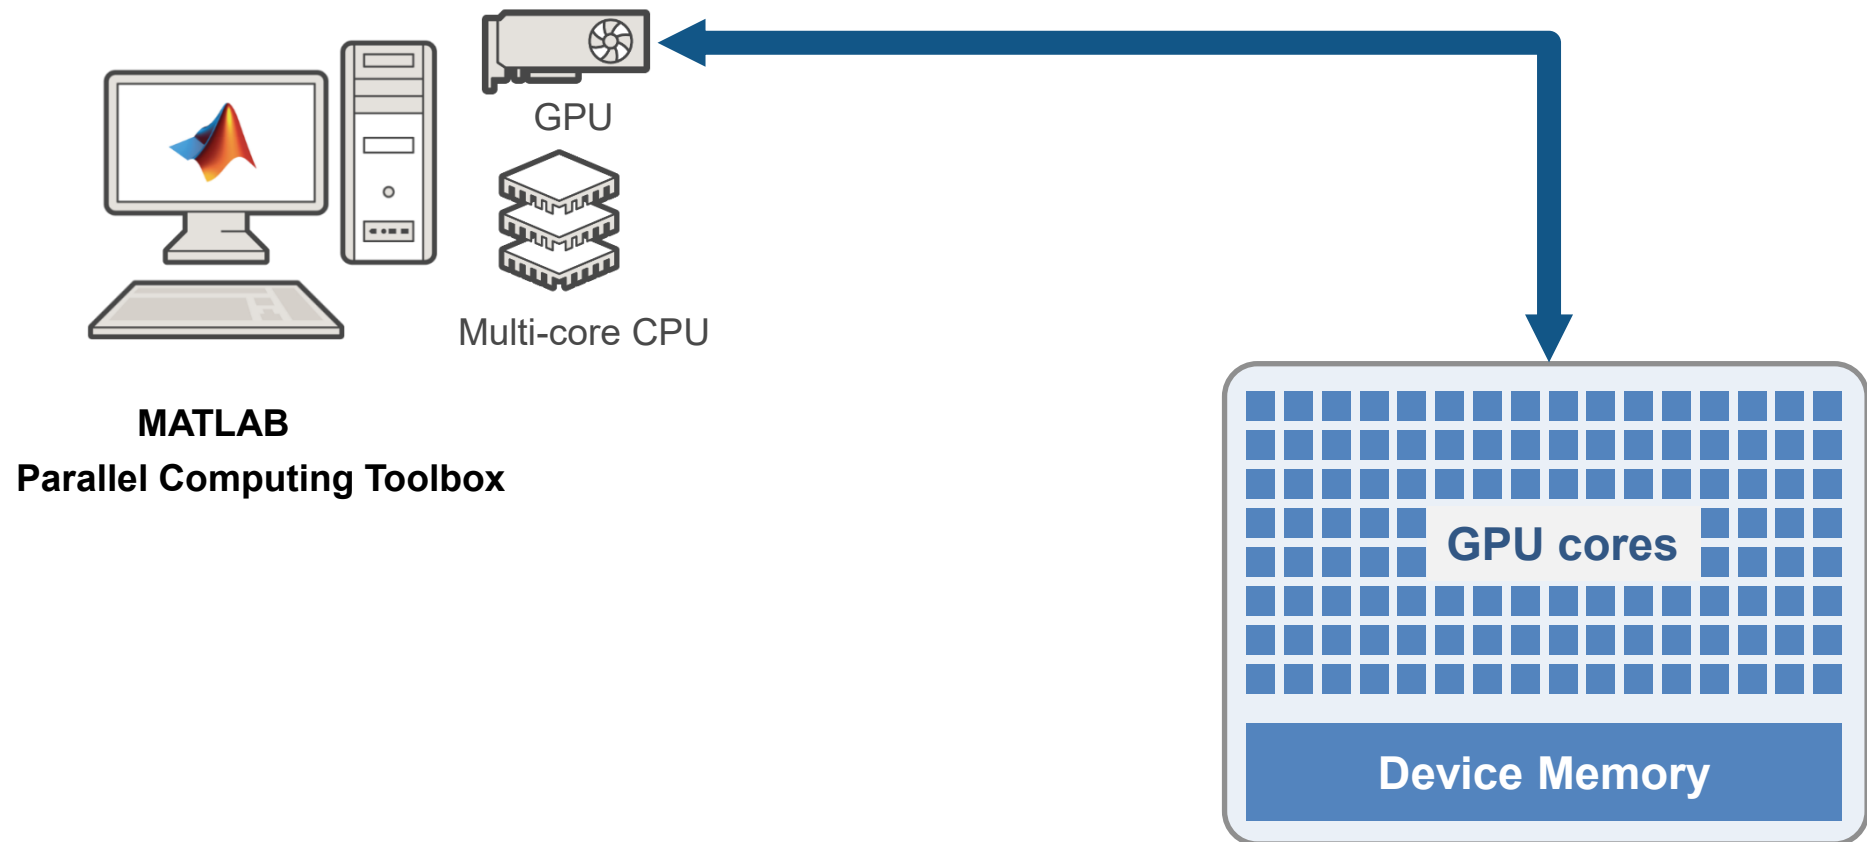 GPU
Multi-core CPU
MATLAB
Parallel Computing Toolbox
GPU cores
Device Memory